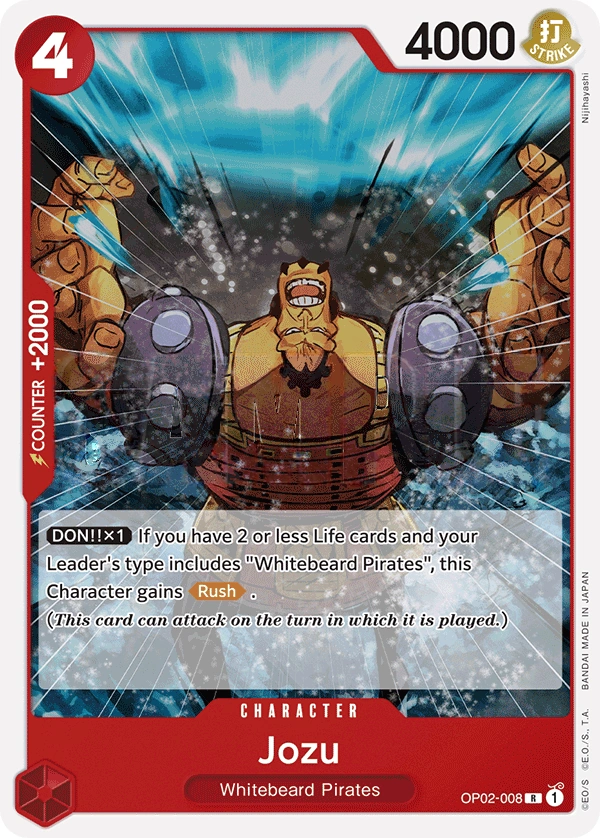 4
4000
打
STRIKE
Nijihayashi
COUNTER +2000
DON!!×1 If you have 2 or less Life cards and your
Leader's type includes "Whitebeard Pirates", this
Character gains Rush .
(This card can attack on the turn in which it is played.)
©EO/S ©E.O./S., T.A. BANDAI MADE IN JAPAN
CHARACTER
Jozu
Whitebeard Pirates
OP02-008 R 1